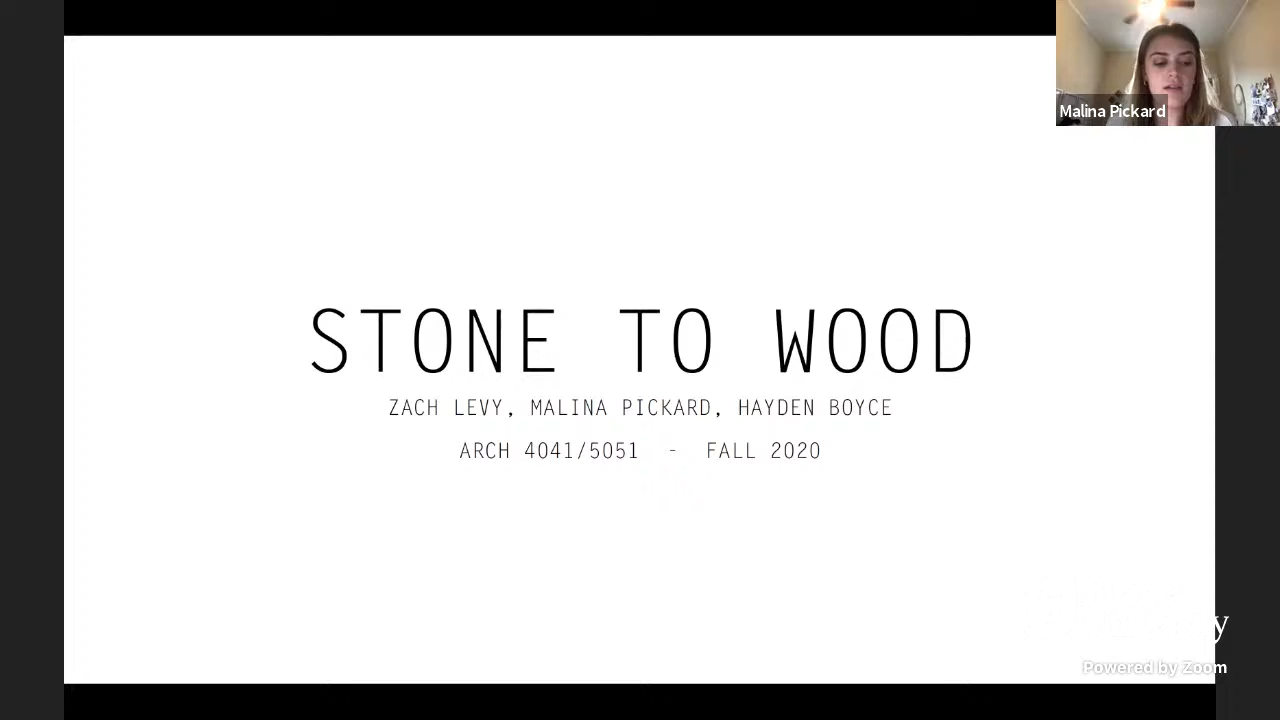 Malina Pickard
STONE TO WOOD
ZACH LEVY, MALINA PICKARD, HAYDEN BOYCE
ARCH 4041/5051 - FALL 2020
Powered by Zoom